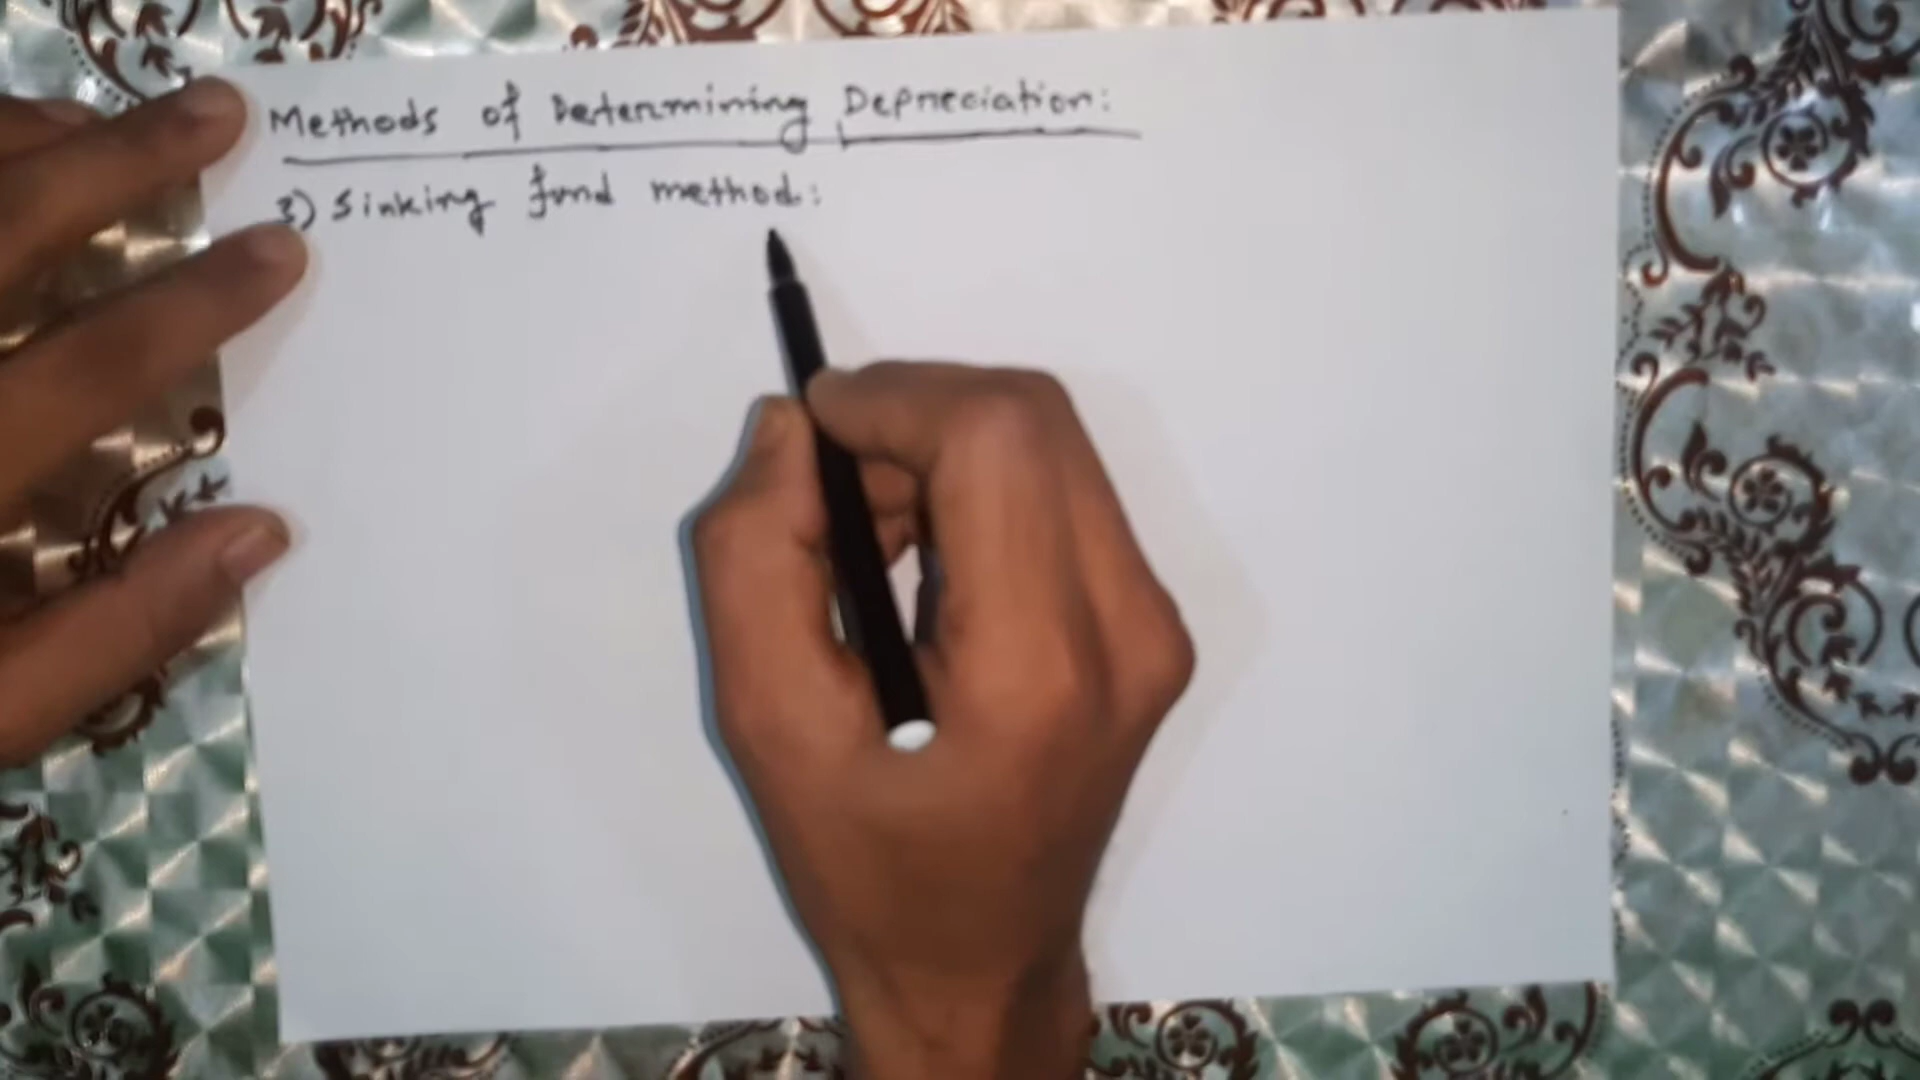 Methods of Determining Depreciation:
3) Sinking fund method: